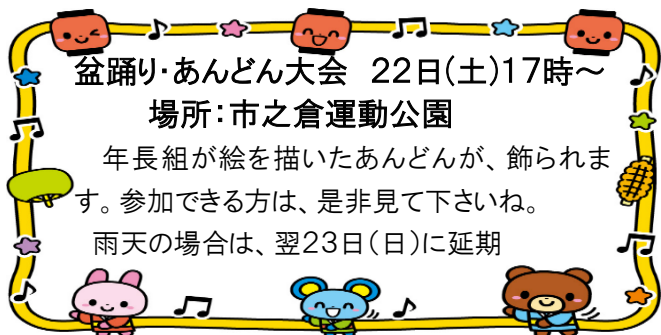 盆踊り・あんどん大会　22日(土)17時～
場所：市之倉運動公園
年長組が絵を描いたあんどんが、飾られま
す。参加できる方は、是非見て下さいね。
雨天の場合は、翌23日（日）に延期